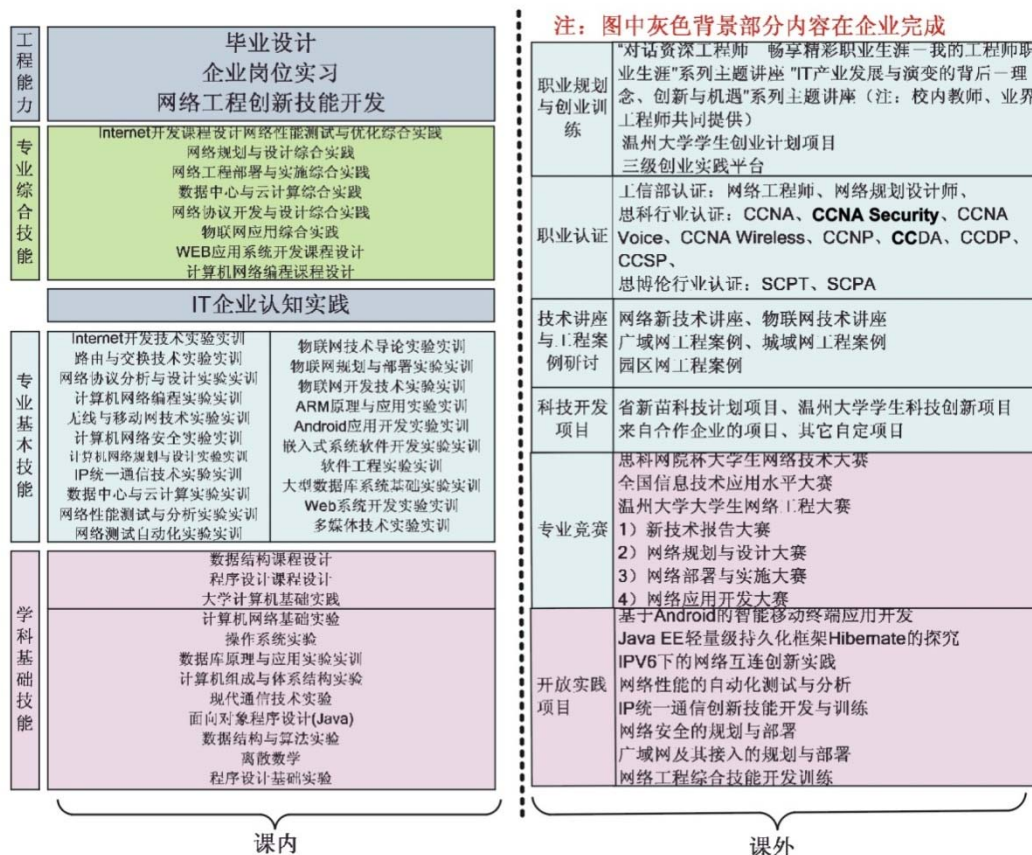 注：图中灰色背景部分内容在企业完成
工程能力
毕业设计
企业岗位实习
网络工程创新技能开发
专业综合技能
Internet开发课程设计网络性能测试与优化综合实践
网络规划与设计综合实践
网络工程部署与实施综合实践
数据中心与云计算综合实践
网络协议开发与设计综合实践
物联网应用综合实践
WEB应用系统开发课程设计
计算机网络编程课程设计
IT企业认知实践
专业基本技能
Internet开发技术实验实训
路由与交换技术实验实训
网络协议分析与设计实验实训
计算机网络编程实验实训
无线与移动网技术实验实训
计算机网络安全实验实训
计算机网络规划与设计实验实训
IP统一通信技术实验实训
数据中心与云计算实验实训
网络性能测试与分析实验实训
网络测试自动化实验实训
物联网技术导论实验实训
物联网规划与部署实验实训
物联网开发技术实验实训
ARM原理与应用实验实训
Android应用开发实验实训
嵌入式系统软件开发实验实训
软件工程实验实训
大型数据库系统基础实验实训
Web系统开发实验实训
多媒体技术实验实训
学科基础技能
数据结构课程设计
程序设计课程设计
大学计算机基础实践
计算机网络基础实验
操作系统实验
数据库原理与应用实验实训
计算机组成与体系结构实验
现代通信技术实验
面向对象程序设计(Java)
数据结构与算法实验
离散数学
程序设计基础实验
课内
职业规划
与创业训
练
“对话资深工程师　畅享精彩职业生涯－我的工程师职
业生涯”系列主题讲座 "IT产业发展与演变的背后－理
念、创新与机遇”系列主题讲座（注：校内教师、业界
工程师共同提供）
温州大学学生创业计划项目
三级创业实践平台
职业认证
工信部认证：网络工程师、网络规划设计师、
思科行业认证：CCNA、CCNA Security、CCNA
Voice、CCNA Wireless、CCNP、CCDA、CCDP、
CCSP、
思博伦行业认证：SCPT、SCPA
技术讲座
与工程案
例研讨
网络新技术讲座、物联网技术讲座
广域网工程案例、城域网工程案例
园区网工程案例
科技开发
项目
省新苗科技计划项目、温州大学学生科技创新项目
来自合作企业的项目、其它自定项目
专业竞赛
思科网院杯大学生网络技术大赛
全国信息技术应用水平大赛
温州大学大学生网络工程大赛
1）新技术报告大赛
2）网络规划与设计大赛
3）网络部署与实施大赛
4）网络应用开发大赛
开放实践
项目
基于Android的智能移动终端应用开发
Java EE轻量级持久化框架Hibernate的探究
IPV6下的网络互连创新实践
网络性能的自动化测试与分析
IP统一通信创新技能开发与训练
网络安全的规划与部署
广域网及其接入的规划与部署
网络工程综合技能开发训练
课外